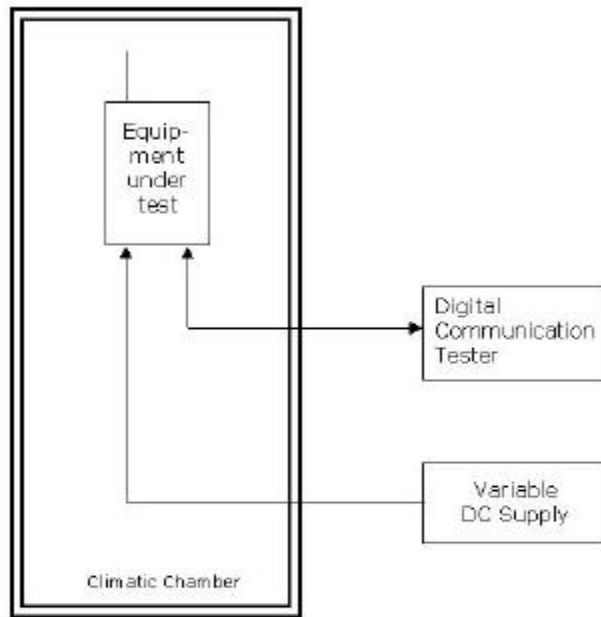 Equip-
ment
under
test
Digital
Communication
Tester
Variable
DC Supply
Climatic Chamber